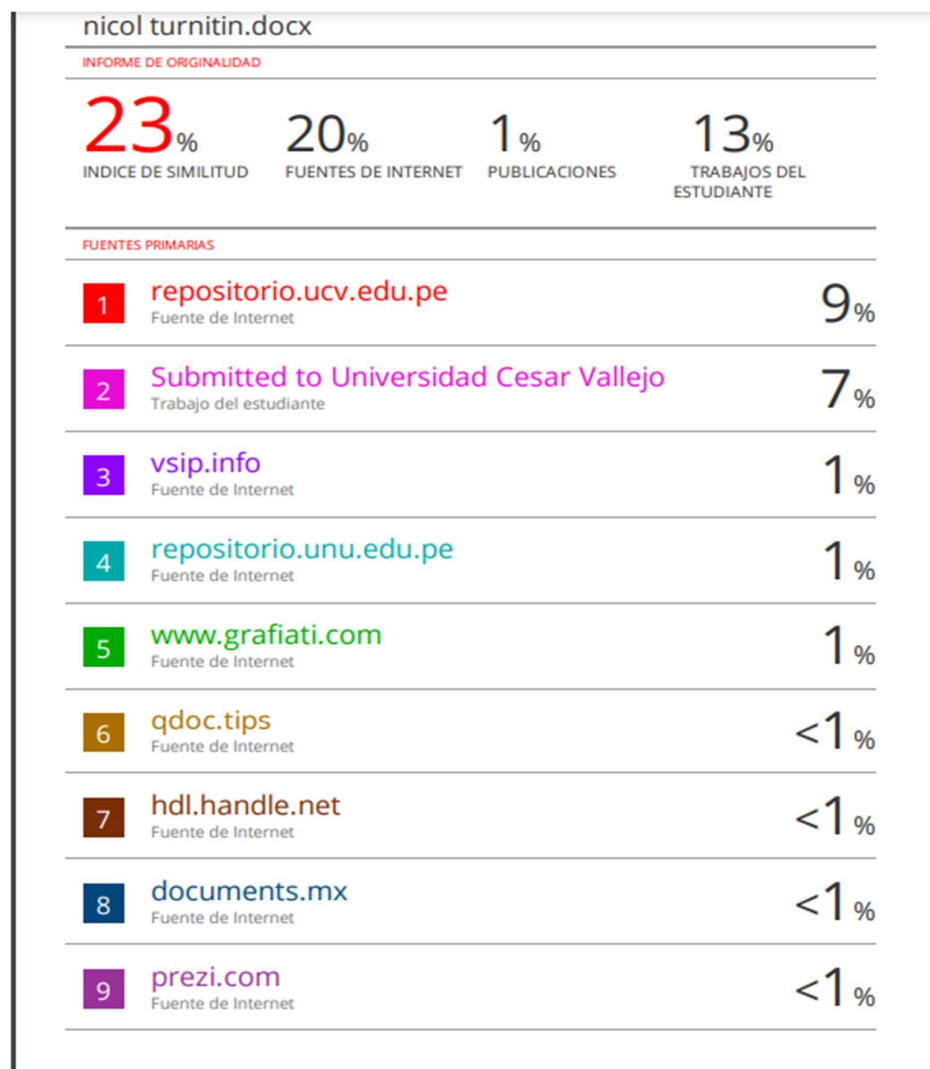 nicol turnitin.docx
INFORME DE ORIGINALIDAD
23% 20% 1% 13%
INDICE DE SIMILITUD FUENTES DE INTERNET PUBLICACIONES TRABAJOS DEL
ESTUDIANTE
FUENTES PRIMARIAS
1 repositorio.ucv.edu.pe 9%
Fuente de Internet
2 Submitted to Universidad Cesar Vallejo 7%
Trabajo del estudiante
3 vsip.info 1%
Fuente de Internet
4 repositorio.unu.edu.pe 1%
Fuente de Internet
5 www.grafiati.com 1%
Fuente de Internet
6 qdoc.tips <1%
Fuente de Internet
7 hdl.handle.net <1%
Fuente de Internet
8 documents.mx <1%
Fuente de Internet
9 prezi.com <1%
Fuente de Internet